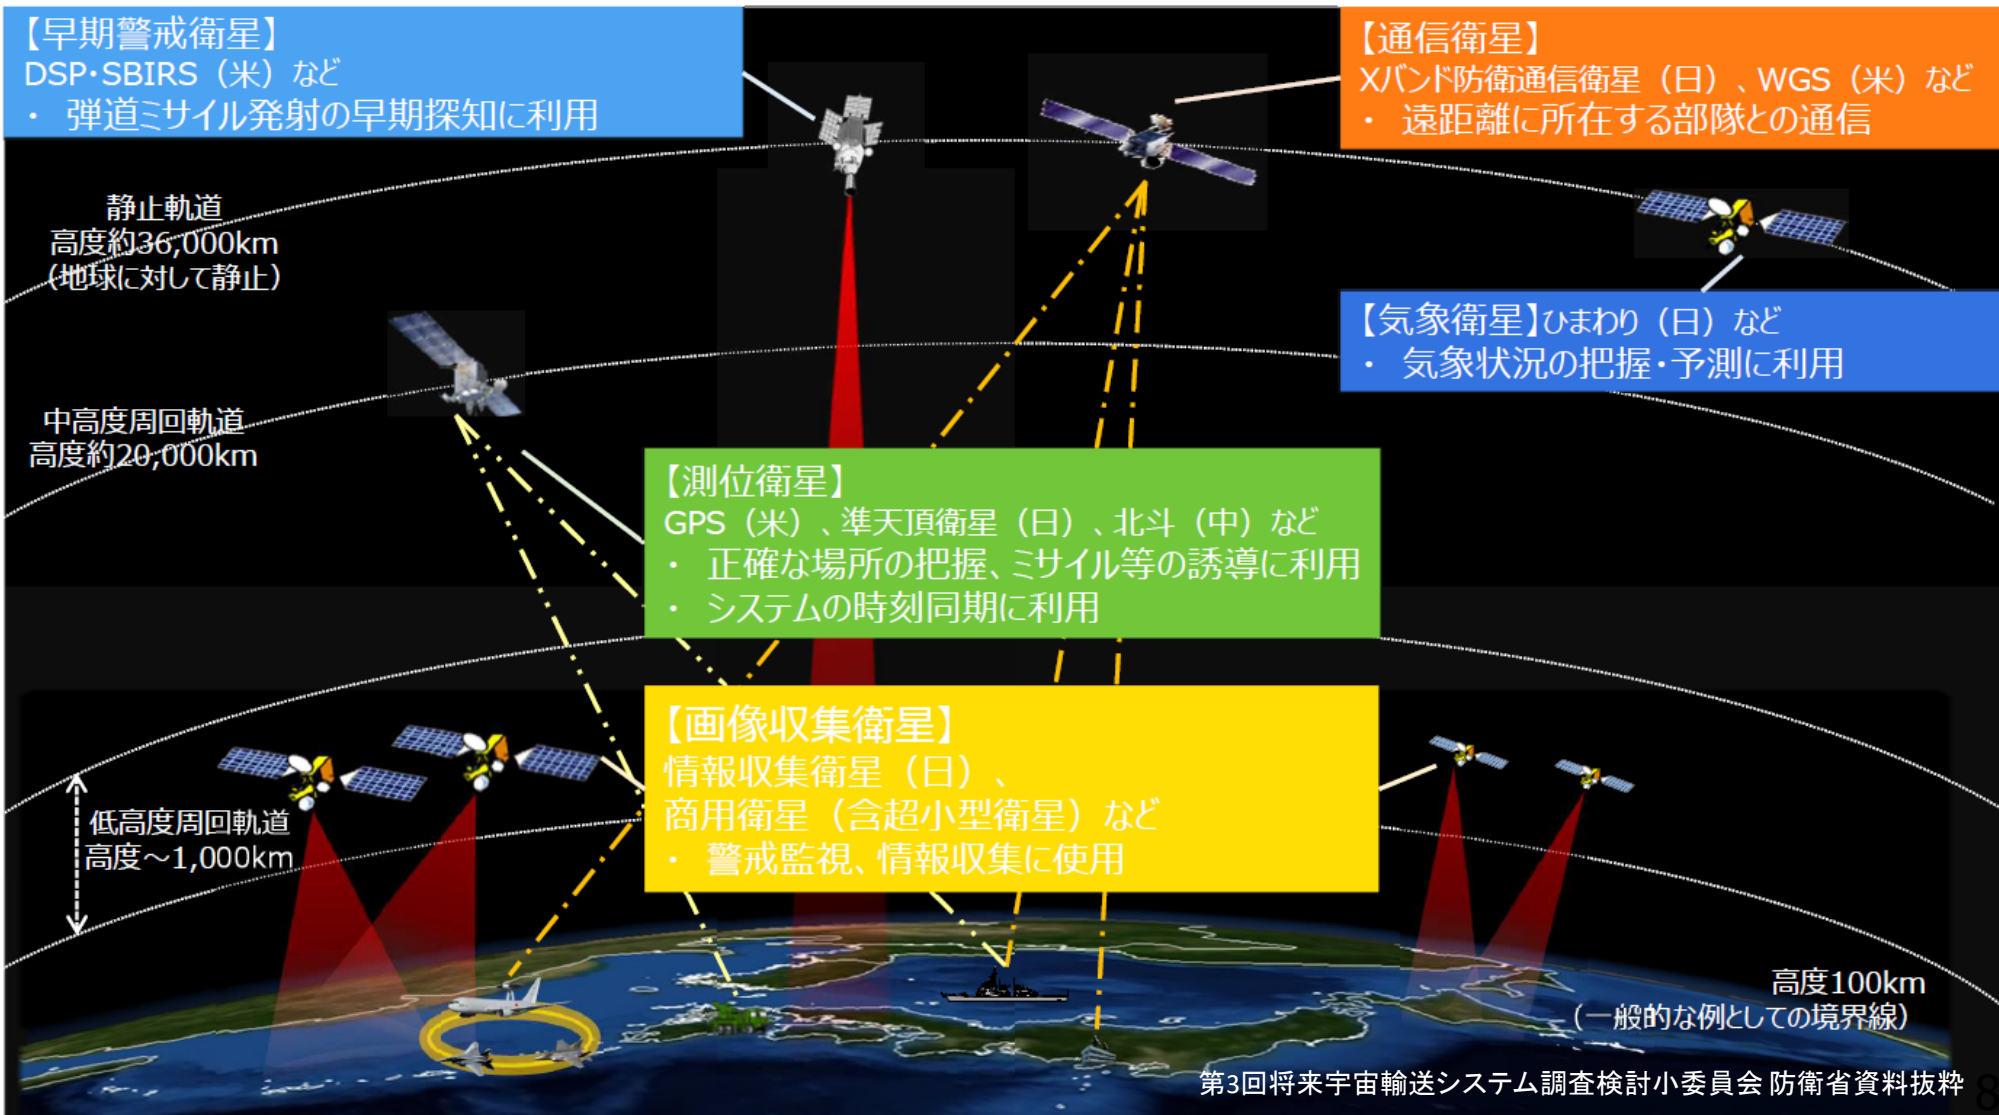 【早期警戒衛星】
DSP・SBIRS（米）など
・ 弾道ミサイル発射の早期探知に利用
【通信衛星】
Xバンド防衛通信衛星（日）、WGS（米）など
・ 遠距離に所在する部隊との通信
静止軌道
高度約36,000km
（地球に対して静止）
【気象衛星】ひまわり（日）など
・ 気象状況の把握・予測に利用
中高度周回軌道
高度約20,000km
【測位衛星】
GPS（米）、準天頂衛星（日）、北斗（中）など
・ 正確な場所の把握、ミサイル等の誘導に利用
・ システムの時刻同期に利用
【画像収集衛星】
情報収集衛星（日）、
商用衛星（含超小型衛星）など
・ 警戒監視、情報収集に使用
低高度周回軌道
高度～1,000km
高度100km
（一般的な例としての境界線）
第3回将来宇宙輸送システム調査検討小委員会 防衛省資料抜粋
8